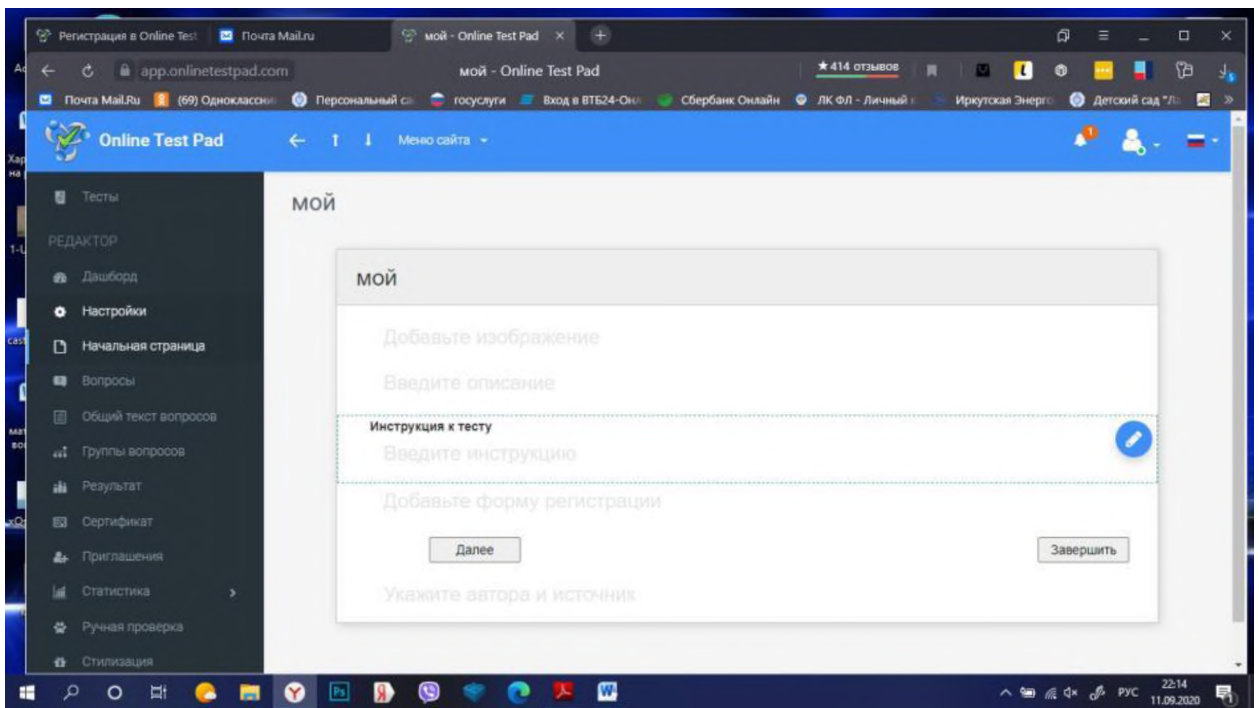 Регистрация в Online Test
Почта Mail.ru
мой - Online Test Pad
app.onlinetestpad.com
мой - Online Test Pad
★414 отзывов
Почта Mail.Ru
(69) Одноклассни
Персональный са
госуслуги
Вход в ВТБ24-Онл
Сбербанк Онлайн
ЛК ФЛ - Личный к
Иркутская Энерго
Детский сад "Ла
Online Test Pad
Меню сайта
1
Тесты
РЕДАКТОР
Дашборд
Настройки
Начальная страница
Вопросы
Общий текст вопросов
Группы вопросов
Результат
Сертификат
Приглашения
Статистика
Ручная проверка
Стилизация
мой
мой
Добавьте изображение
Введите описание
Инструкция к тесту
Введите инструкцию
Добавьте форму регистрации
Далее
Завершить
Укажите автора и источник
РУС
22:14
11.09.2020